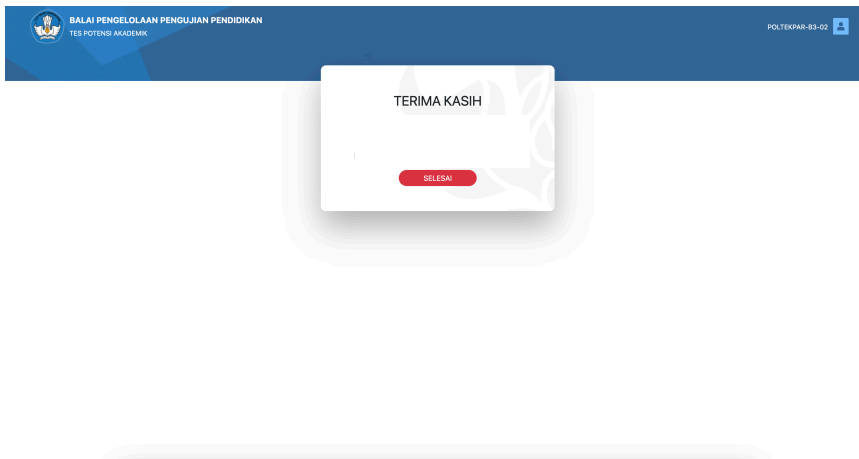 BALAI PENGELOLAAN PENGUJIAN PENDIDIKAN
TES POTENSI AKADEMIK
POLTEKPAR-B3-02
TERIMA KASIH
SELESAI